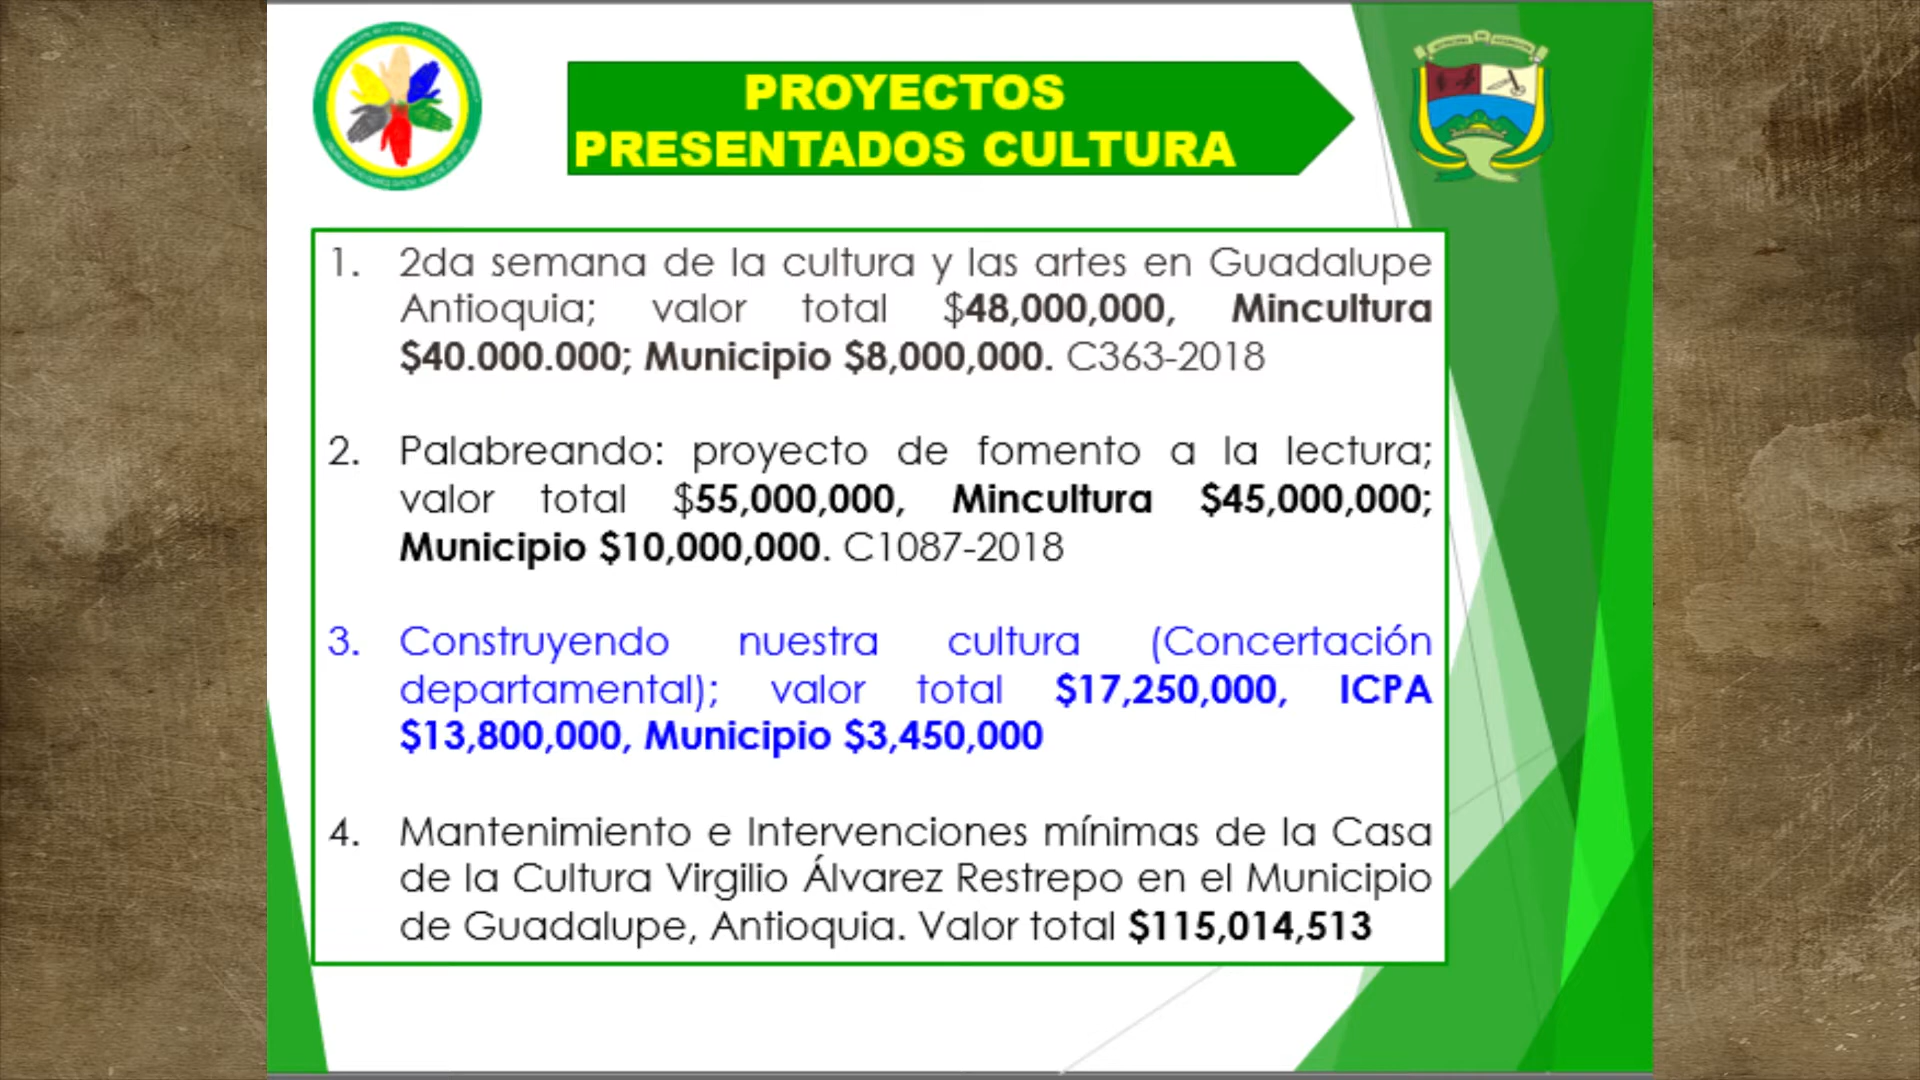 PROYECTOS
PRESENTADOS CULTURA
1. 2da semana de la cultura y las artes en Guadalupe
Antioquia; valor total $48,000,000, Mincultura
$40.000.000; Municipio $8,000,000. C363-2018
2. Palabreando: proyecto de fomento a la lectura;
valor total $55,000,000, Mincultura $45,000,000;
Municipio $10,000,000. C1087-2018
3. Construyendo nuestra cultura (Concertación
departamental); valor total $17,250,000, ICPA
$13,800,000, Municipio $3,450,000
4. Mantenimiento e Intervenciones mínimas de la Casa
de la Cultura Virgilio Álvarez Restrepo en el Municipio
de Guadalupe, Antioquia. Valor total $115,014,513